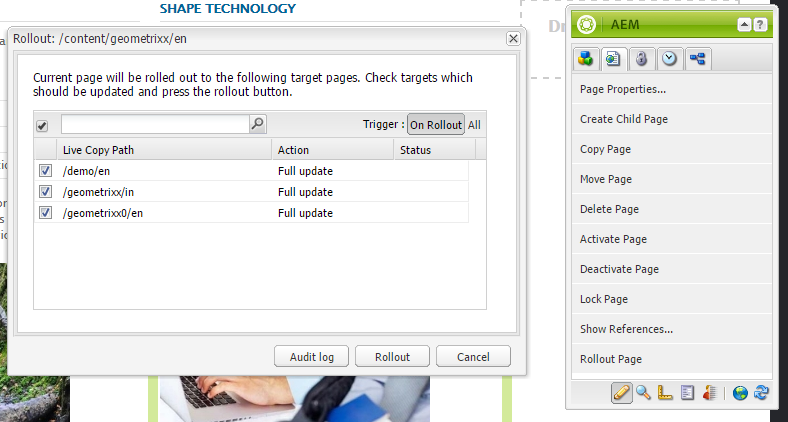 SHAPE TECHNOLOGY
Rollout: /content/geometrixx/en
Current page will be rolled out to the following target pages. Check targets which
should be updated and press the rollout button.
Trigger : On Rollout All
Live Copy Path Action Status
/demo/en Full update
/geometrixx/in Full update
/geometrixx0/en Full update
Audit log Rollout Cancel
AEM ?
Page Properties...
Create Child Page
Copy Page
Move Page
Delete Page
Activate Page
Deactivate Page
Lock Page
Show References...
Rollout Page